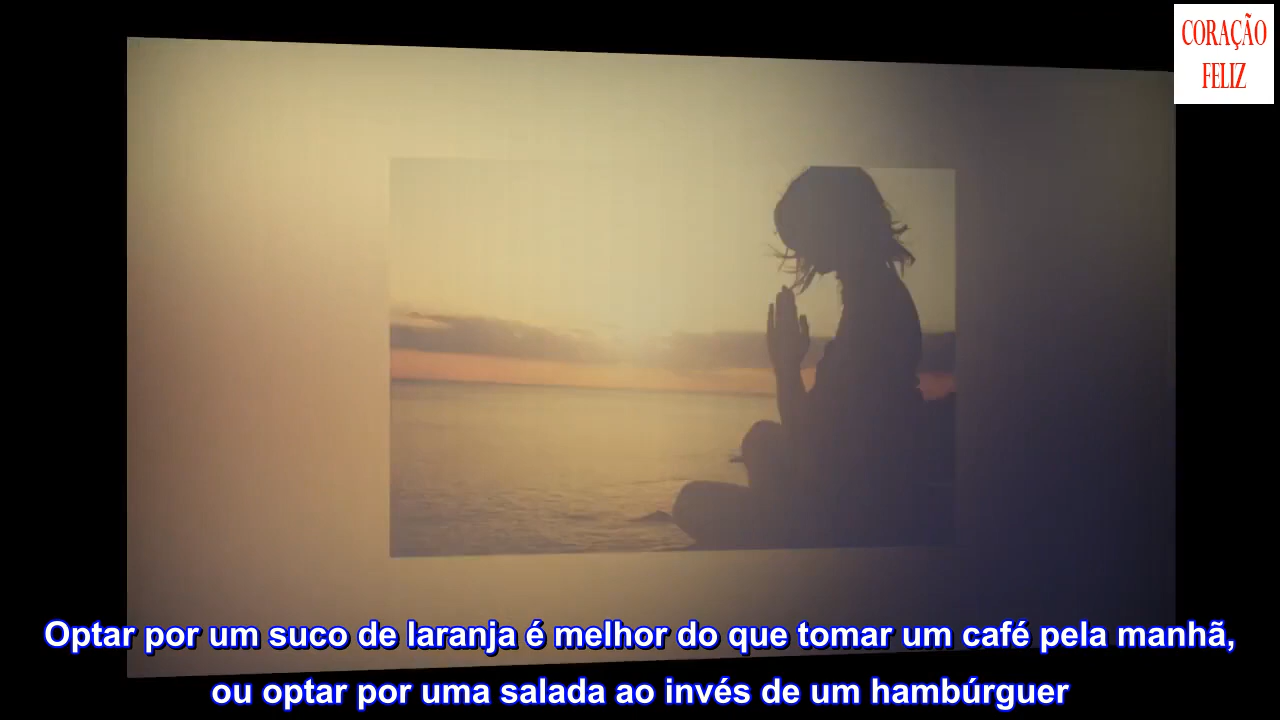 CORAÇÃO
FELIZ
Optar por um suco de laranja é melhor do que tomar um café pela manhã,
ou optar por uma salada ao invés de um hambúrguer